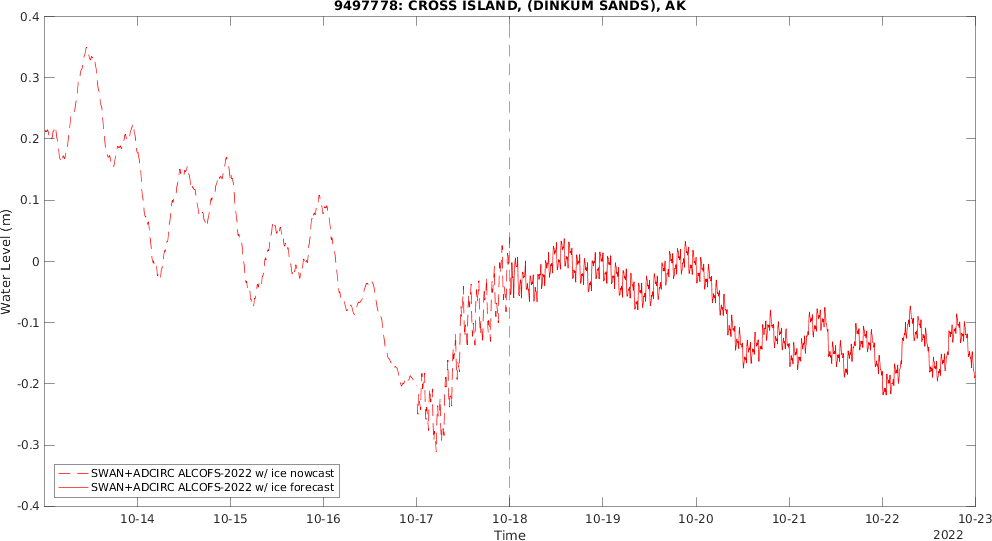 9497778: CROSS ISLAND, (DINKUM SANDS), AK
0.4
0.3
0.2
0.1
0
-0.1
-0.2
-0.3
-0.4
Water Level (m)
SWAN+ADCIRC ALCOFS-2022 w/ ice nowcast
SWAN+ADCIRC ALCOFS-2022 w/ ice forecast
10-14 10-15 10-16 10-17 10-18 10-19 10-20 10-21 10-22 10-23
Time
2022